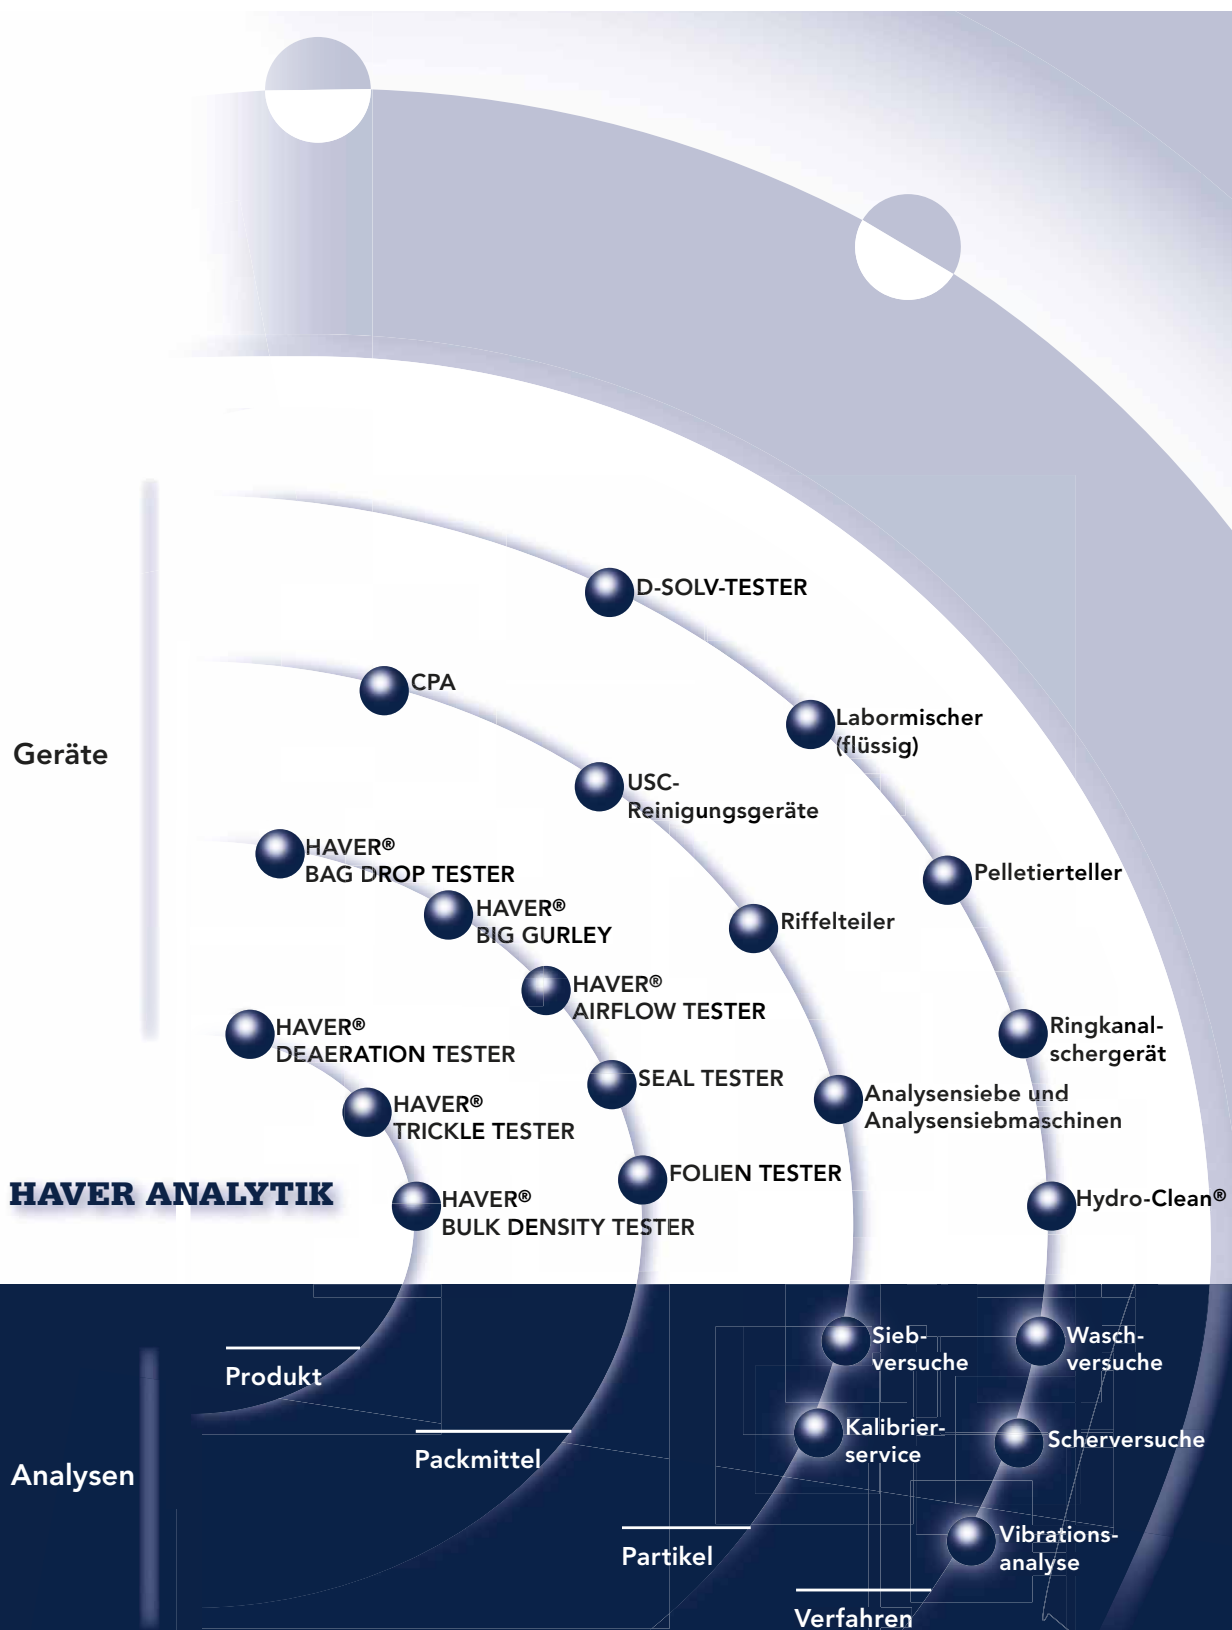 D-SOLV-TESTER
CPA
Labormischer
(flüssig)
Geräte
USC-
Reinigungsgeräte
HAVER®
BAG DROP TESTER
Pelletierteller
HAVER®
BIG GURLEY
Riffelteiler
HAVER®
AIRFLOW TESTER
HAVER®
DEAERATION TESTER
Ringkanal-
schergerät
SEAL TESTER
Analysensiebe und
Analysensiebmaschinen
HAVER®
TRICKLE TESTER
FOLIEN TESTER
HAVER ANALYTIK
HAVER®
BULK DENSITY TESTER
Hydro-Clean®
Sieb-
versuche
Wasch-
versuche
Produkt
Kalibrier-
service
Scherversuche
Packmittel
Analysen
Vibrations-
analyse
Partikel
Verfahren